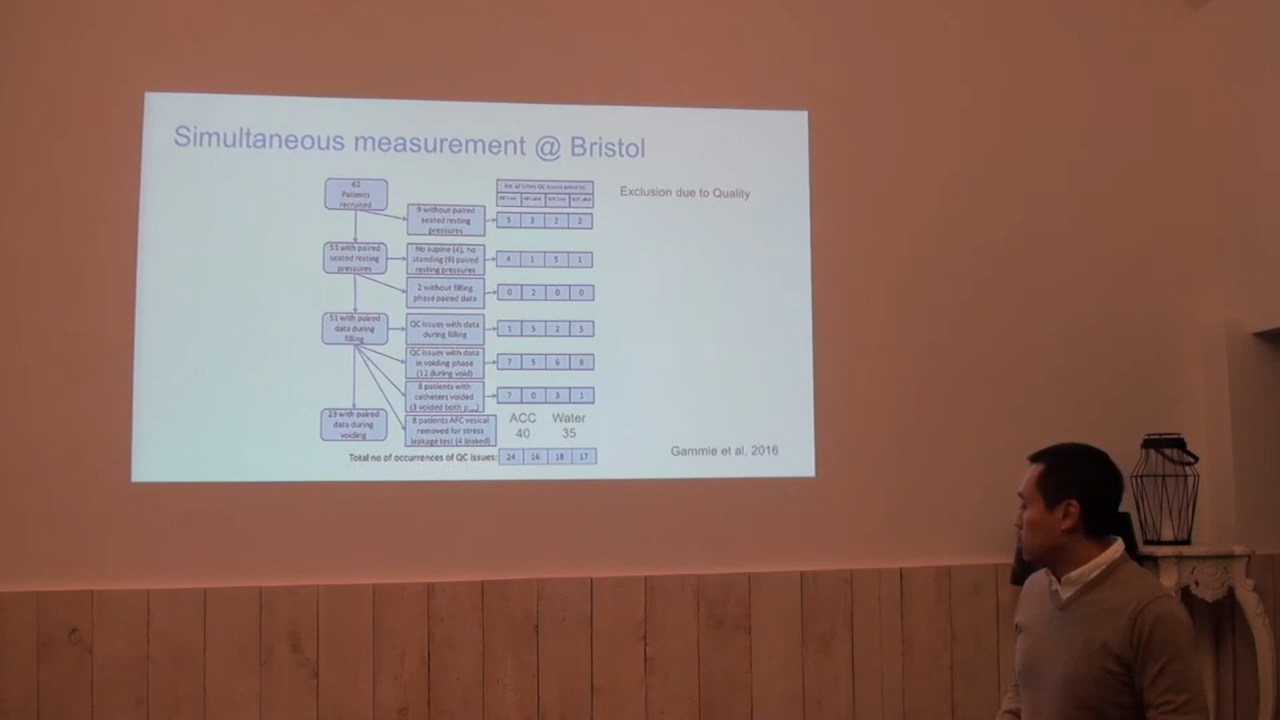 Simultaneous measurement @ Bristol
Exclusion due to Quality
Patients
recruited
9 without paired
seated resting
pressures
5 3 2 2
53 with paired
seated resting
pressures
No supine (4), no
standing (9) paired
resting pressures
4 1 5 1
2 without filling
phase paired data
0 2 0 0
51 with paired
data during
filling
QC issues with data
during filling
1 5 2 5
QC issues with data
in voiding phase
(12 during void)
7 5 6 8
8 patients with
catheters voided
(3 voided both
7 0 3 1
23 with paired
data during
voiding
8 patients AFC vesical
removed for stress
leakage test (4 leaked)
ACC Water
40 35
Total no of occurrences of QC issues:
24 16 18 17
Gammie et al, 2016